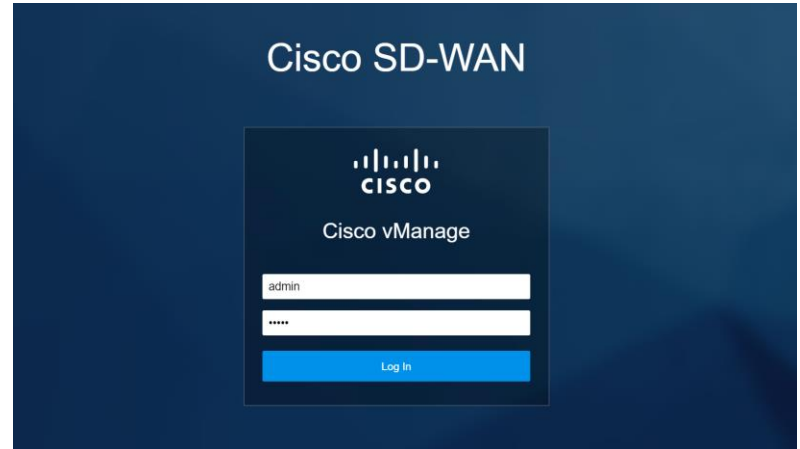 Cisco SD-WAN
CISCO
Cisco vManage
admin
•••••
Log In